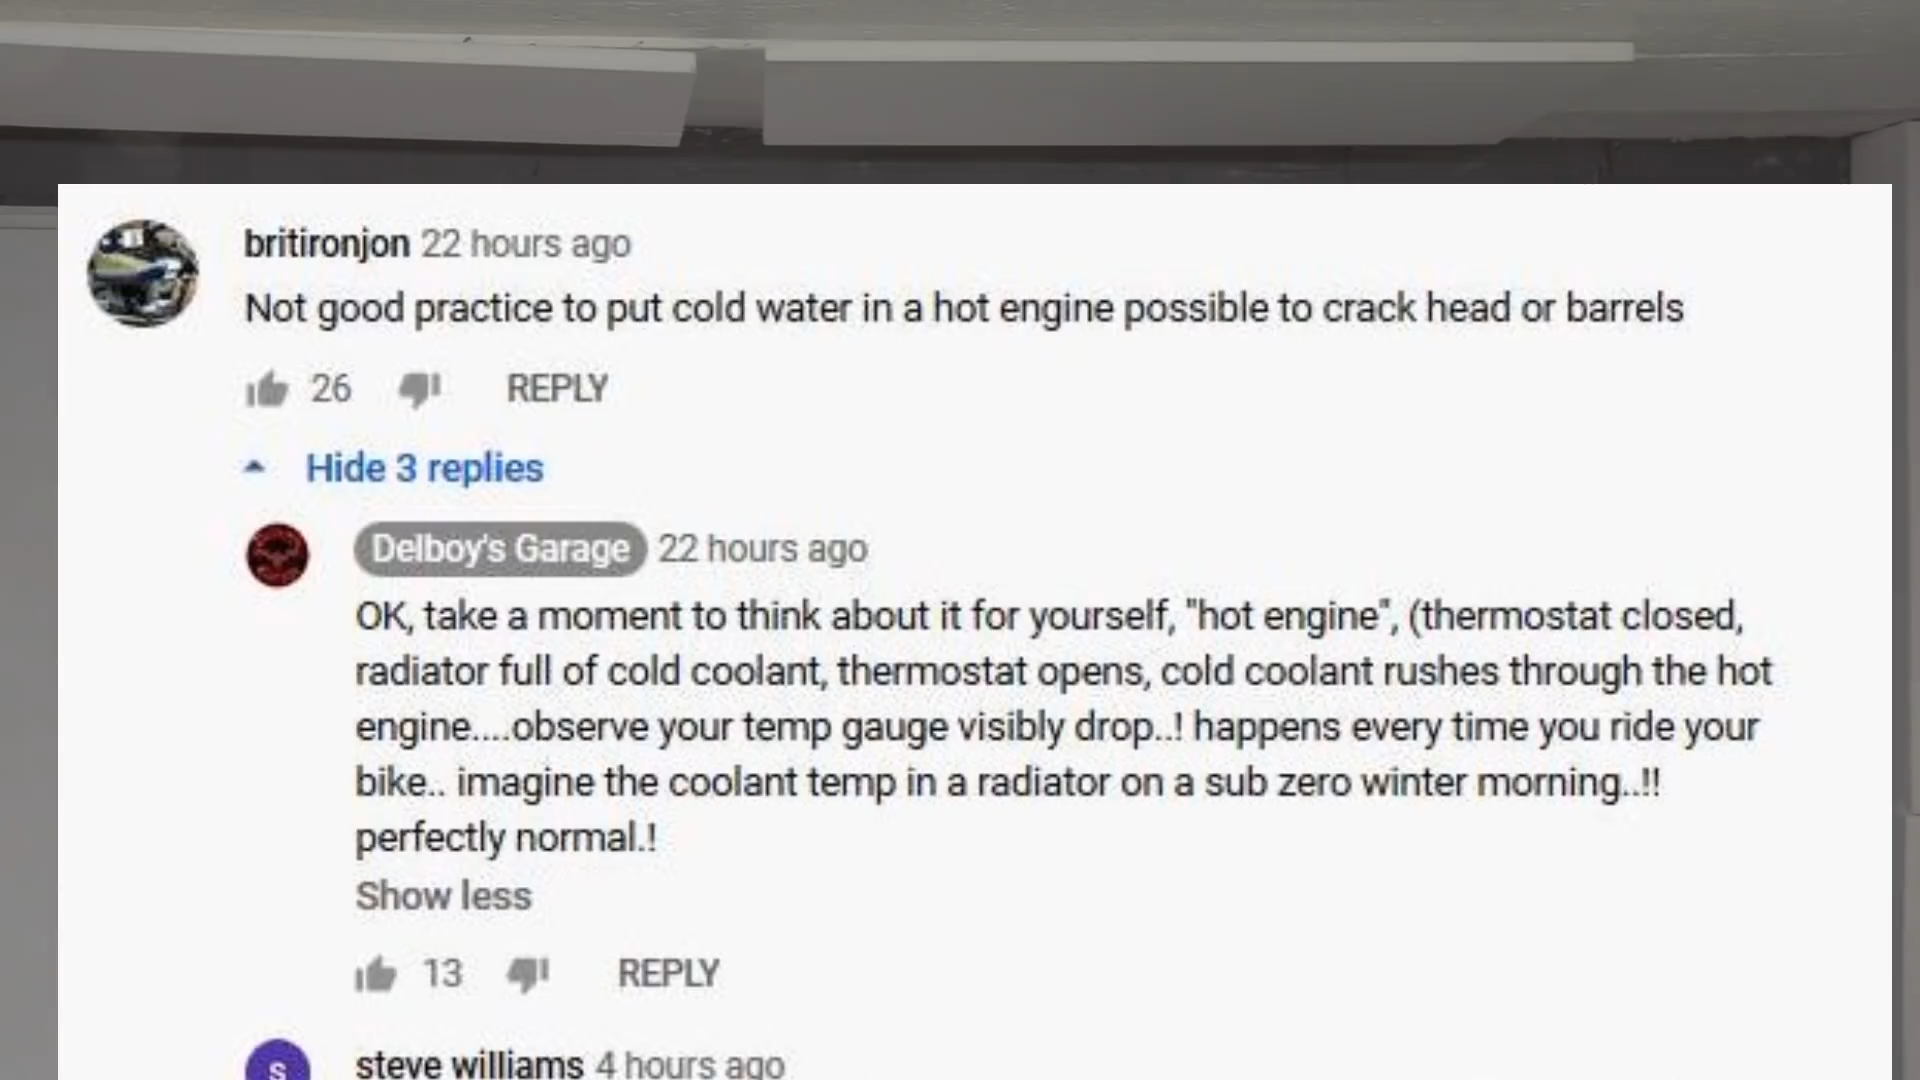 britironjon 22 hours ago
Not good practice to put cold water in a hot engine possible to crack head or barrels
26 REPLY
Hide 3 replies
Delboy's Garage 22 hours ago
OK, take a moment to think about it for yourself, "hot engine", (thermostat closed,
radiator full of cold coolant, thermostat opens, cold coolant rushes through the hot
engine....observe your temp gauge visibly drop..! happens every time you ride your
bike.. imagine the coolant temp in a radiator on a sub zero winter morning..!!
perfectly normal.!
Show less
13 REPLY
S steve williams 4 hours ago